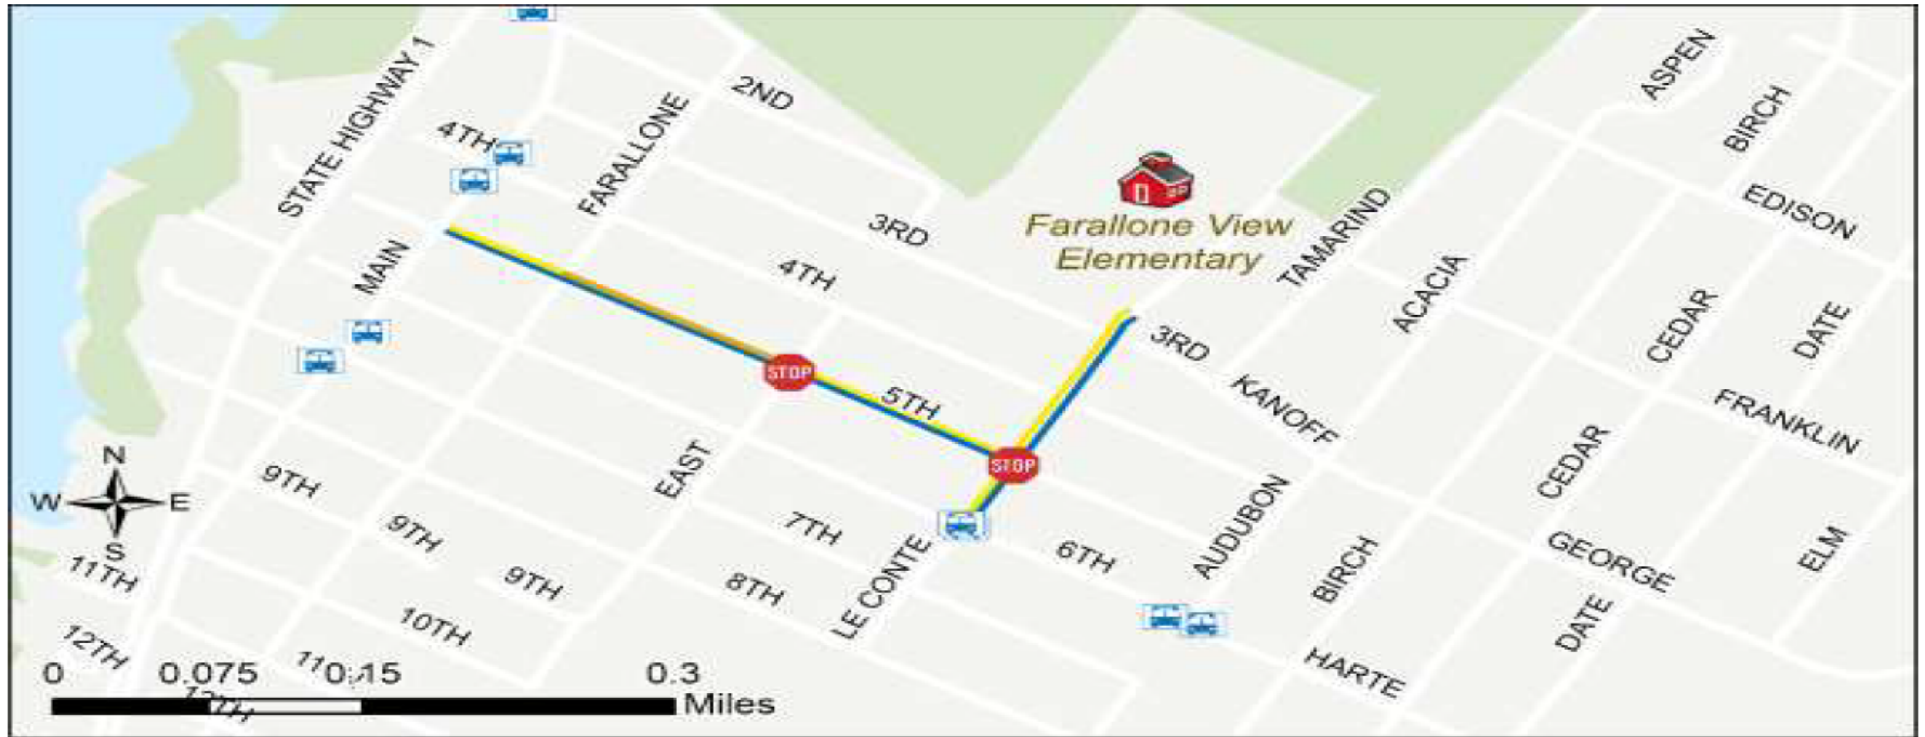 STATE HIGHWAY 1
2ND
ASPEN
BIRCH
4TH
FARALLONE
3RD
Farallone View
Elementary
TAMARIND
EDISON
MAIN
4TH
ACACIA
CEDAR
DATE
3RD
KANOFF
FRANKLIN
STOP
5TH
STOP
EAST
CEDAR
AUDUBON
N
W
E
S
9TH
9TH
9TH
7TH
6TH
LE CONTE
8TH
BIRCH
GEORGE
ELM
DATE
11TH
10TH
12TH
HARTE
0
0.075
0.15
0.3
Miles
12TH